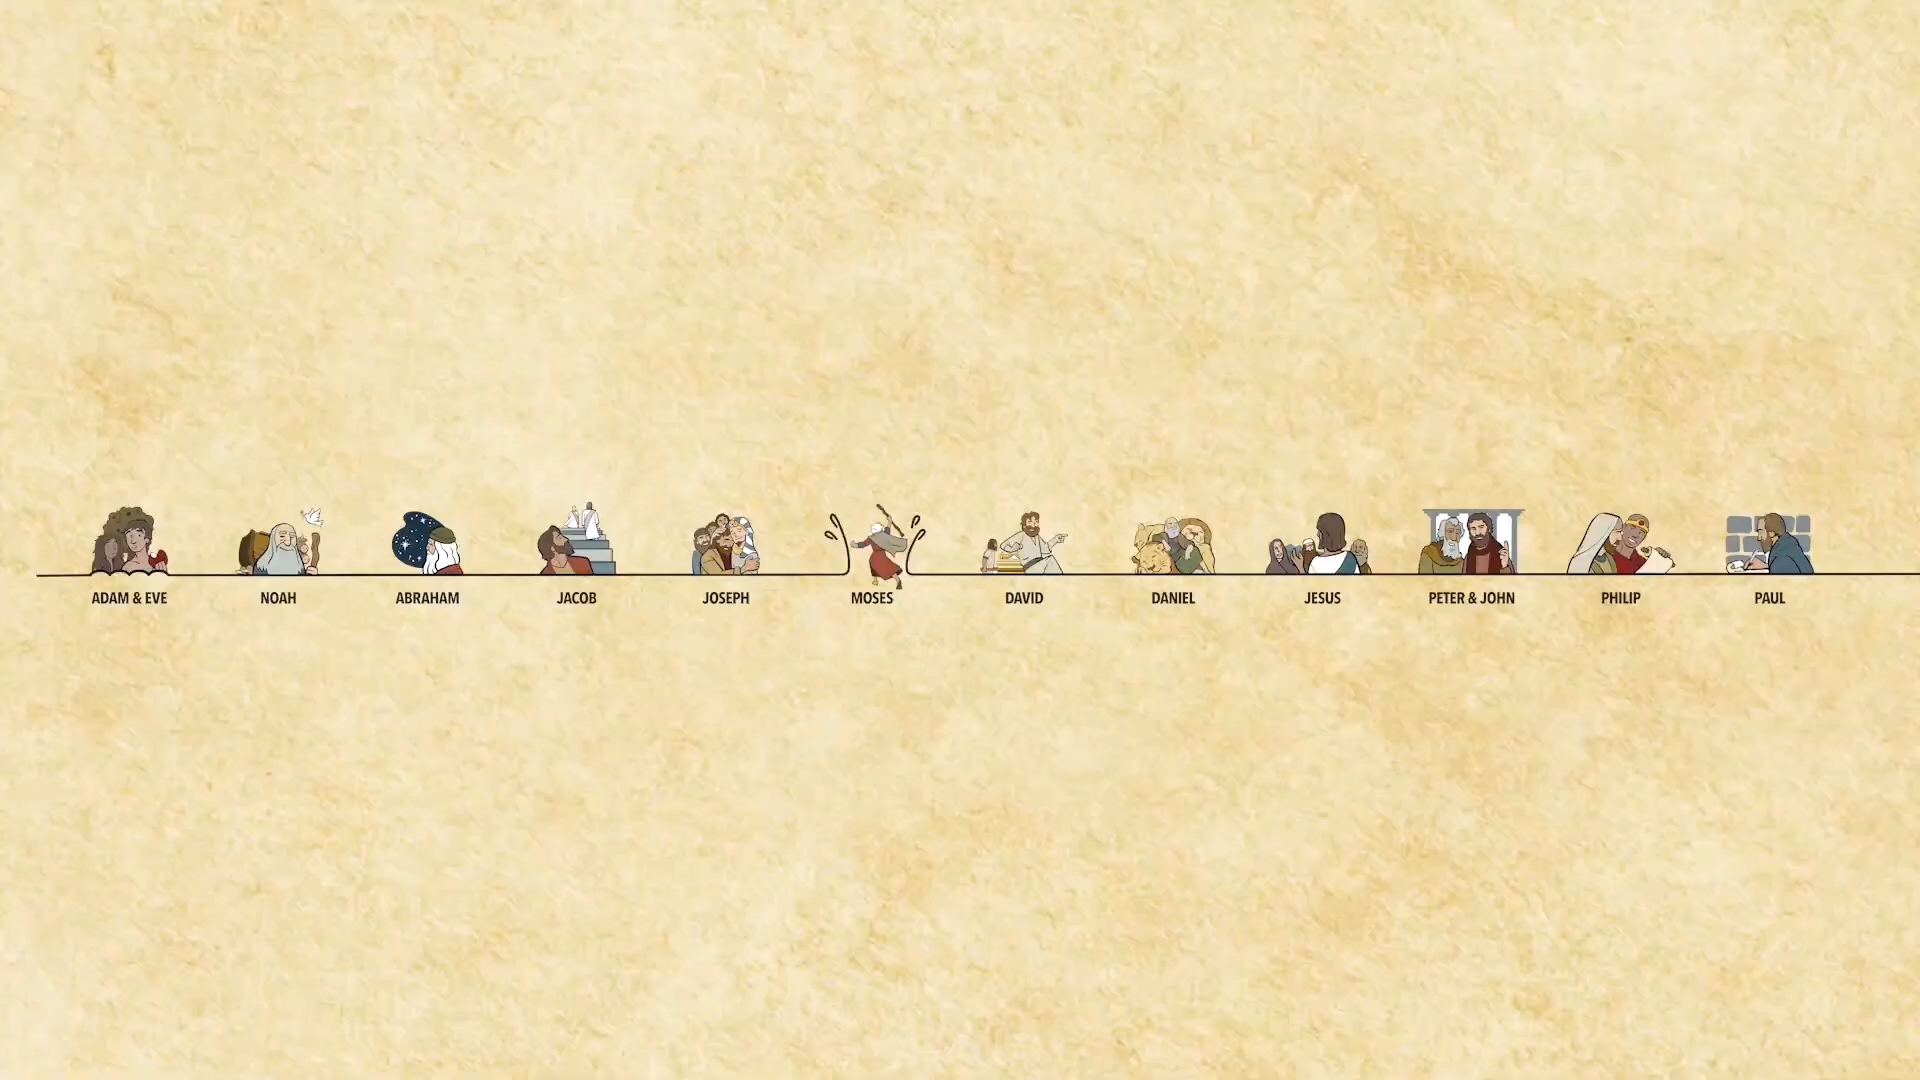 ADAM & EVE
NOAH
ABRAHAM
JACOB
JOSEPH
MOSES
DAVID
DANIEL
JESUS
PETER & JOHN
PHILIP
PAUL